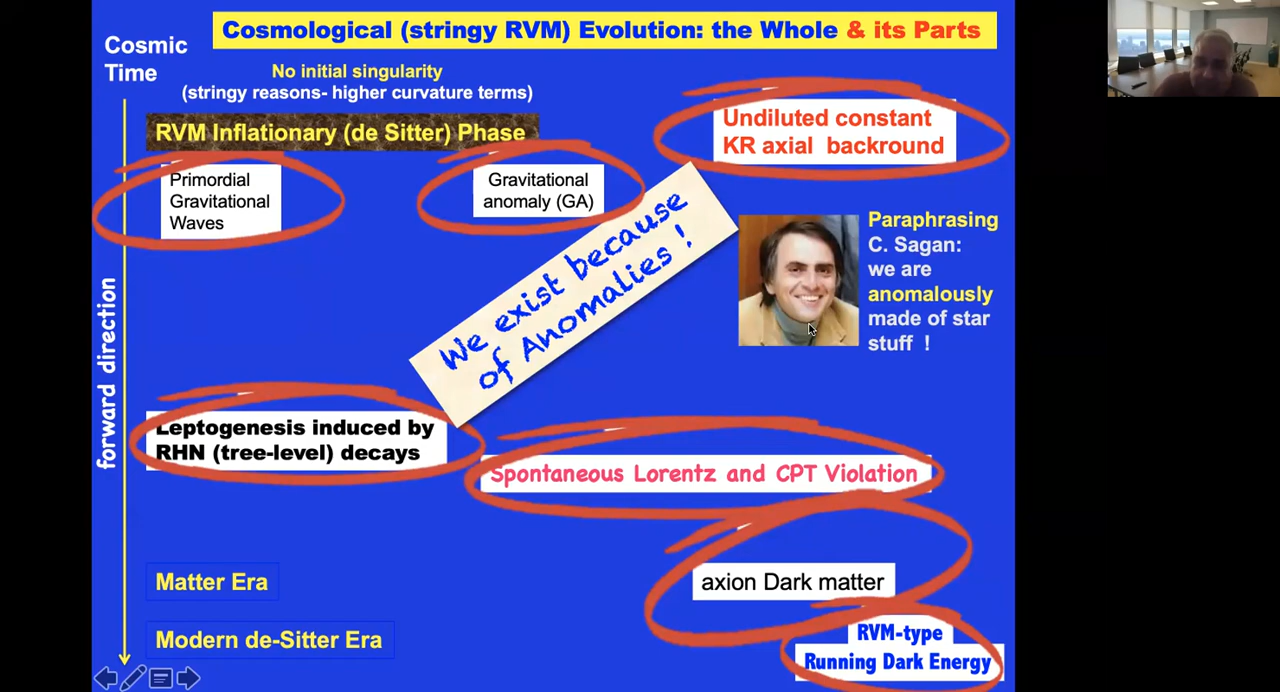 Cosmological (stringy RVM) Evolution: the Whole & its Parts
Cosmic
Time
No initial singularity
(stringy reasons- higher curvature terms)
RVM Inflationary (de Sitter) Phase
Undiluted constant
KR axial backround
Primordial
Gravitational
Waves
Gravitational
anomaly (GA)
We exist because
of Anomalies !
Paraphrasing
C. Sagan:
we are
anomalously
made of star
stuff !
forward direction
Leptogenesis induced by
RHN (tree-level) decays
Spontaneous Lorentz and CPT Violation
Matter Era
axion Dark matter
Modern de-Sitter Era
RVM-type
Running Dark Energy